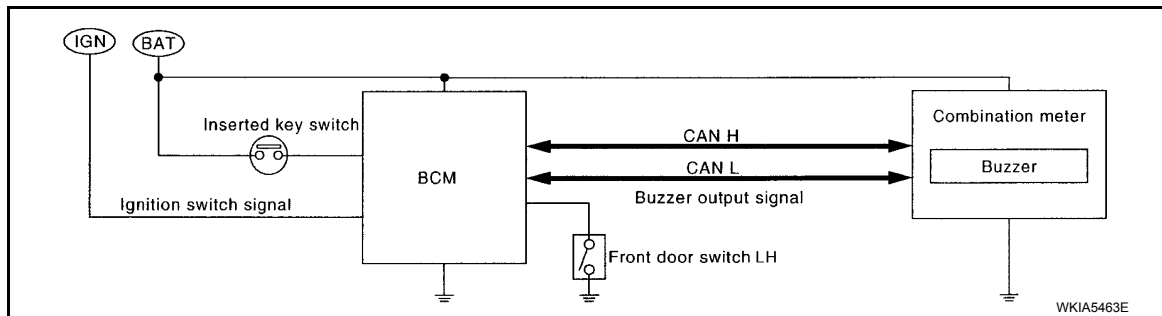 IGN
BAT
Inserted key switch
Ignition switch signal
BCM
CAN H
CAN L
Buzzer output signal
Front door switch LH
Combination meter
Buzzer
WKIA5463E